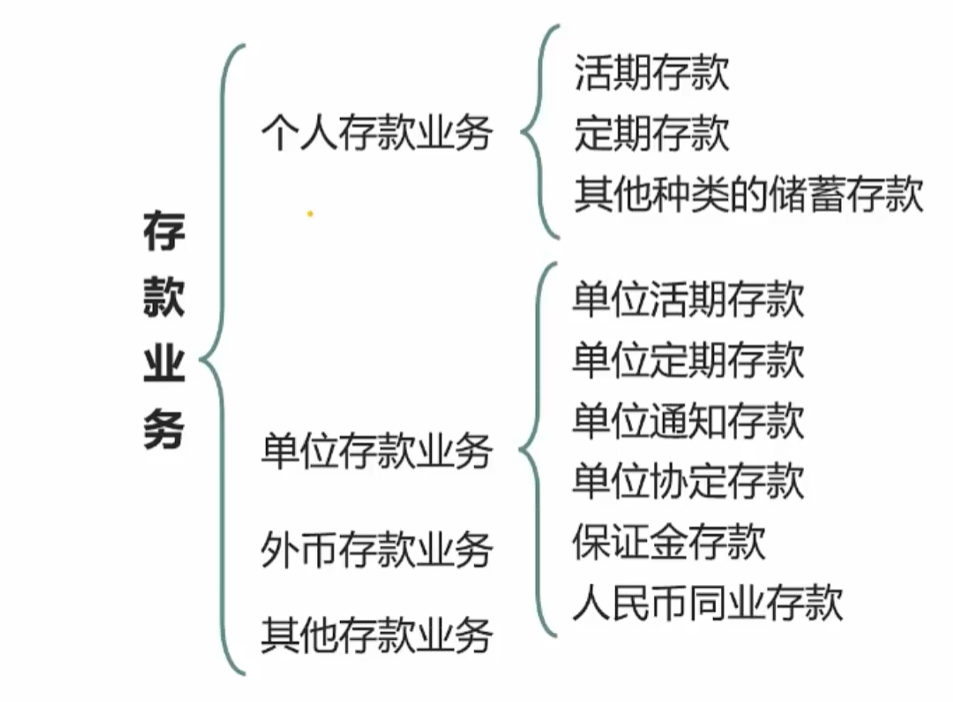 存款业务
个人存款业务
活期存款
定期存款
其他种类的储蓄存款
单位存款业务
单位活期存款
单位定期存款
单位通知存款
单位协定存款
保证金存款
人民币同业存款
外币存款业务
其他存款业务